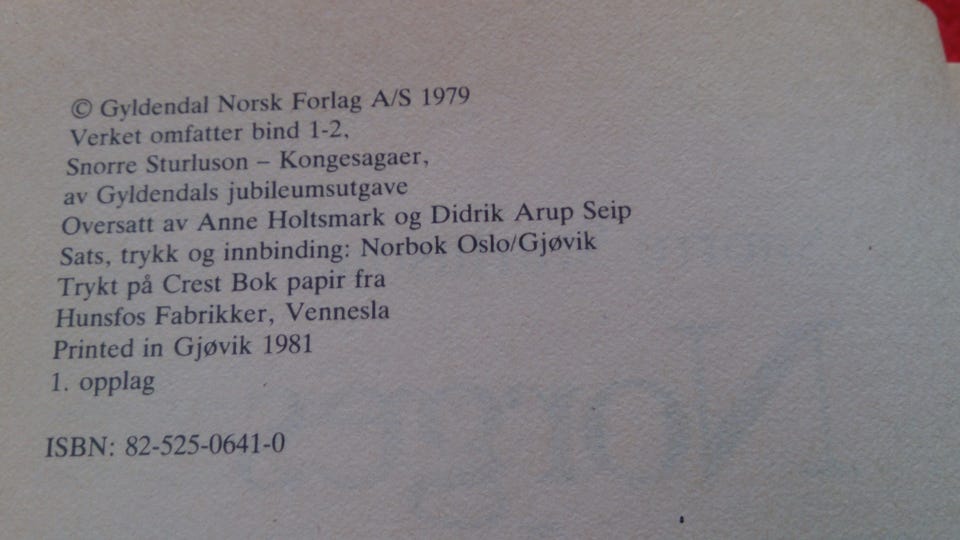 © Gyldendal Norsk Forlag A/S 1979
Verket omfatter bind 1-2,
Snorre Sturluson – Kongesagaer,
av Gyldendals jubileumsutgave
Oversatt av Anne Holtsmark og Didrik Arup Seip
Sats, trykk og innbinding: Norbok Oslo/Gjøvik
Trykt på Crest Bok papir fra
Hunsfos Fabrikker, Vennesla
Printed in Gjøvik 1981
1. opplag
ISBN: 82-525-0641-0